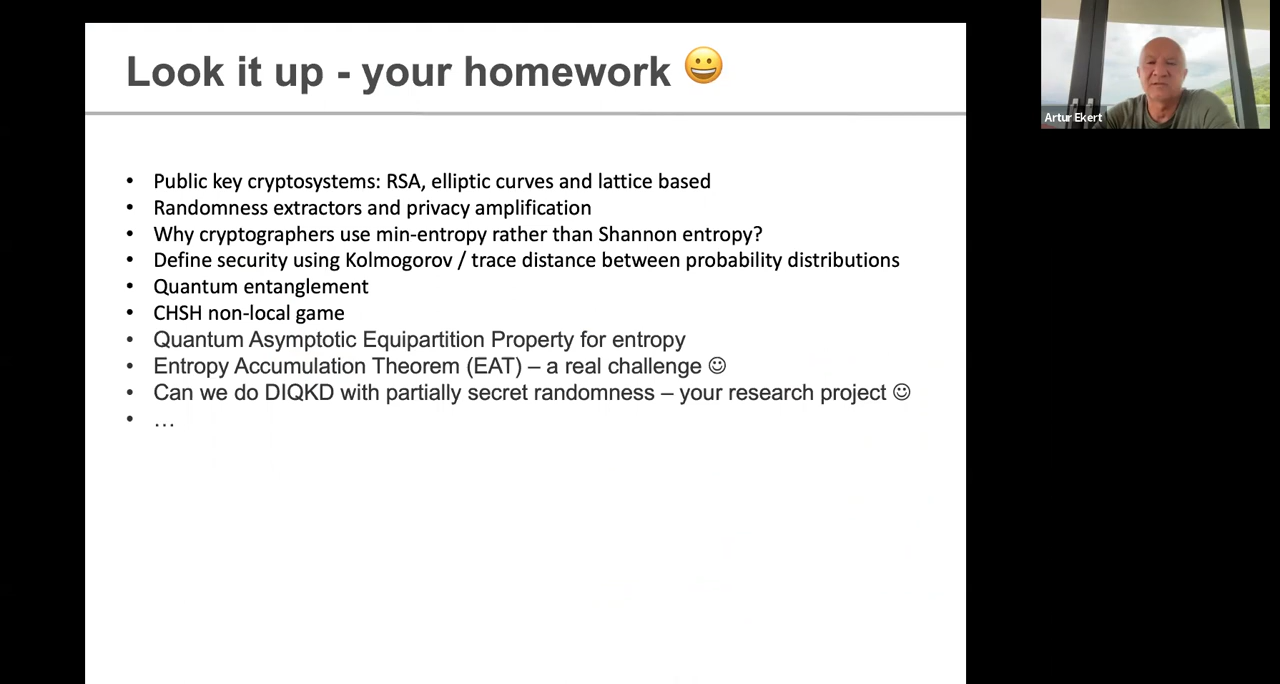 Look it up - your homework 😀
• Public key cryptosystems: RSA, elliptic curves and lattice based
• Randomness extractors and privacy amplification
• Why cryptographers use min-entropy rather than Shannon entropy?
• Define security using Kolmogorov / trace distance between probability distributions
• Quantum entanglement
• CHSH non-local game
• Quantum Asymptotic Equipartition Property for entropy
• Entropy Accumulation Theorem (EAT) – a real challenge ☺
• Can we do DIQKD with partially secret randomness – your research project ☺
• …
Artur Ekert